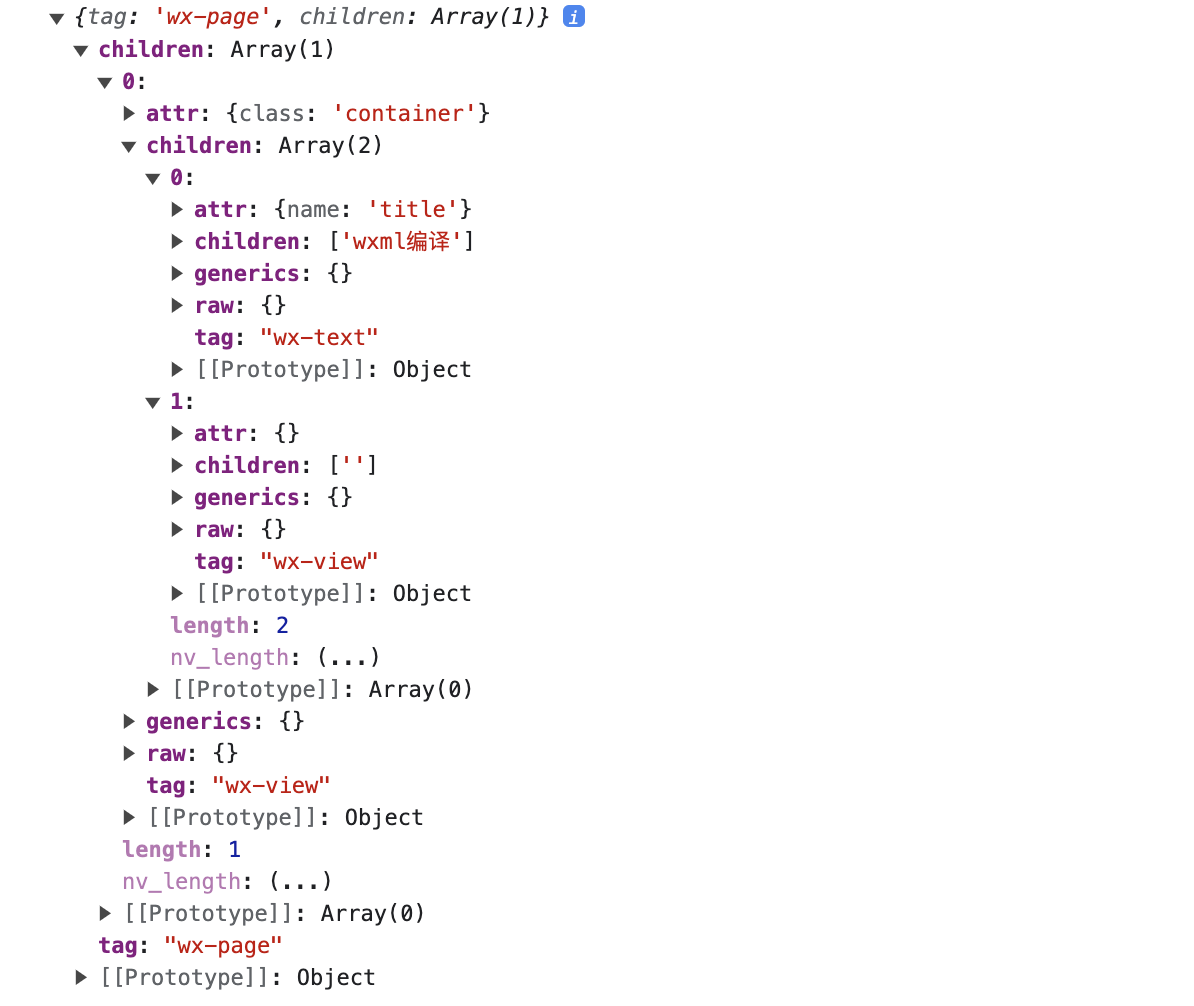 ▼ {tag: 'wx-page', children: Array(1)} i
▼ children: Array(1)
▼ 0:
▶ attr: {class: 'container'}
▼ children: Array(2)
▼ 0:
▶ attr: {name: 'title'}
▶ children: ['wxml编译']
▶ generics: {}
▶ raw: {}
tag: "wx-text"
▶ [[Prototype]]: Object
▼ 1:
▶ attr: {}
▶ children: ['']
▶ generics: {}
▶ raw: {}
tag: "wx-view"
▶ [[Prototype]]: Object
length: 2
nv_length: (...)
▶ [[Prototype]]: Array(0)
▶ generics: {}
▶ raw: {}
tag: "wx-view"
▶ [[Prototype]]: Object
length: 1
nv_length: (...)
▶ [[Prototype]]: Array(0)
tag: "wx-page"
▶ [[Prototype]]: Object